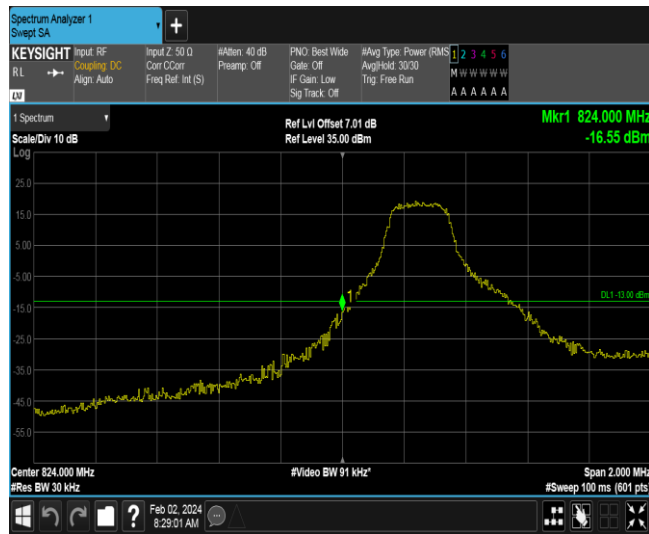 Spectrum Analyzer 1
Swept SA
+
KEYSIGHT
RL
LXI
Input: RF
Coupling: DC
Align: Auto
Input Z: 50 Ω
Corr CCorr
Freq Ref: Int (S)
#Atten: 40 dB
Preamp: Off
PNO: Best Wide
Gate: Off
IF Gain: Low
Sig Track: Off
#Avg Type: Power (RMS
Avg|Hold: 30/30
Trig: Free Run
1 2 3 4 5 6
M W W W W W
A A A A A A
1 Spectrum
Scale/Div 10 dB
Log
Ref Lvl Offset 7.01 dB
Ref Level 35.00 dBm
Mkr1 824.000 MHz
-16.55 dBm
25.0
15.0
5.00
-5.00
-15.0
-25.0
-35.0
-45.0
-55.0
1
DL1 -13.00 dBm
Center 824.000 MHz
#Res BW 30 kHz
#Video BW 91 kHz*
Span 2.000 MHz
#Sweep 100 ms (601 pts
?
Feb 02, 2024
8:29:01 AM